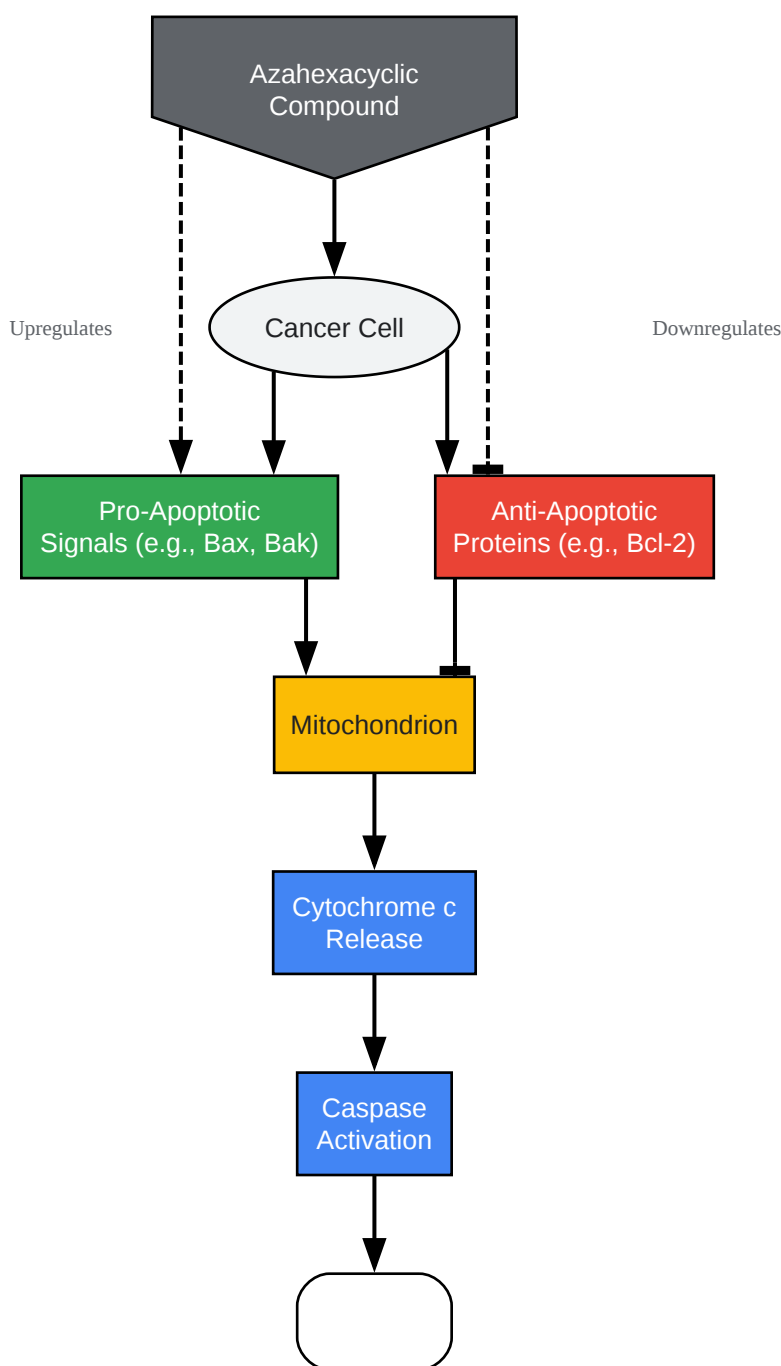 Azahexacyclic
Compound
Upregulates
Cancer Cell
Downregulates
Pro-Apoptotic
Signals (e.g., Bax, Bak)
Anti-Apoptotic
Proteins (e.g., Bcl-2)
Mitochondrion
Cytochrome c
Release
Caspase
Activation